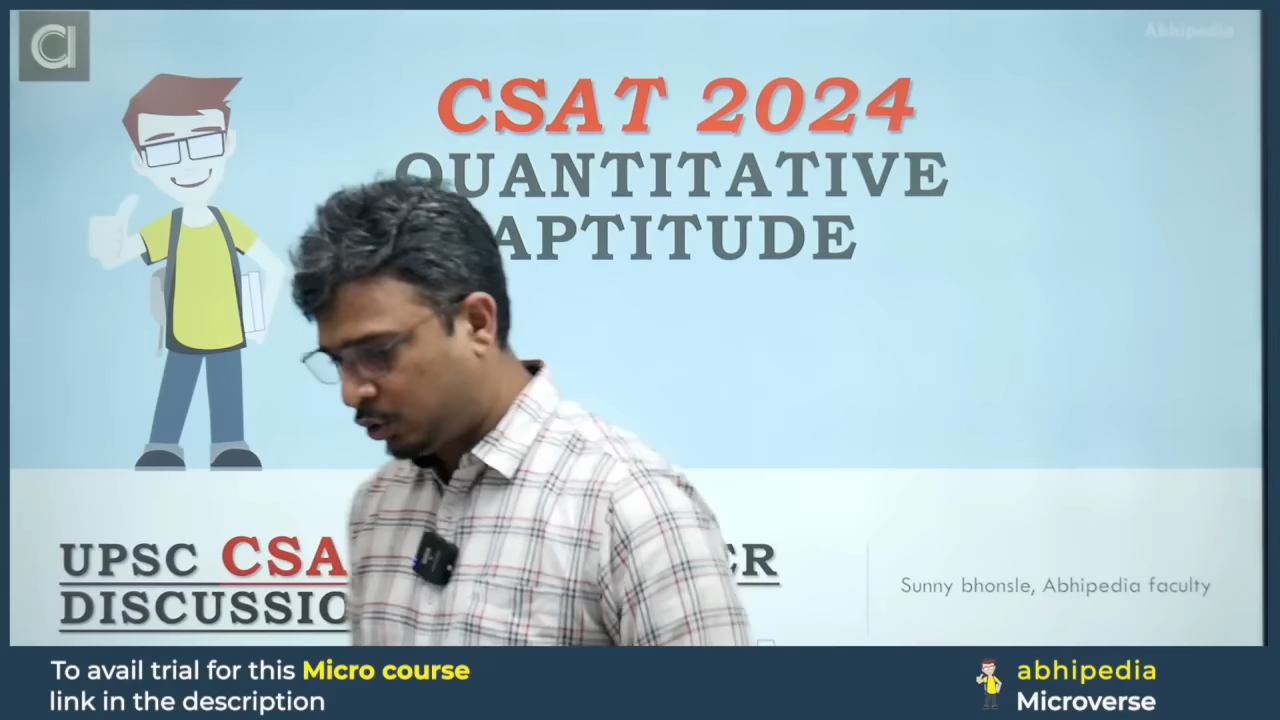 Abhipedia
CSAT 2024
QUANTITATIVE
APTITUDE
UPSC CSA
ER
DISCUSSIO
Sunny bhonsle, Abhipedia faculty
To avail trial for this Micro course
link in the description
abhipedia
Microverse